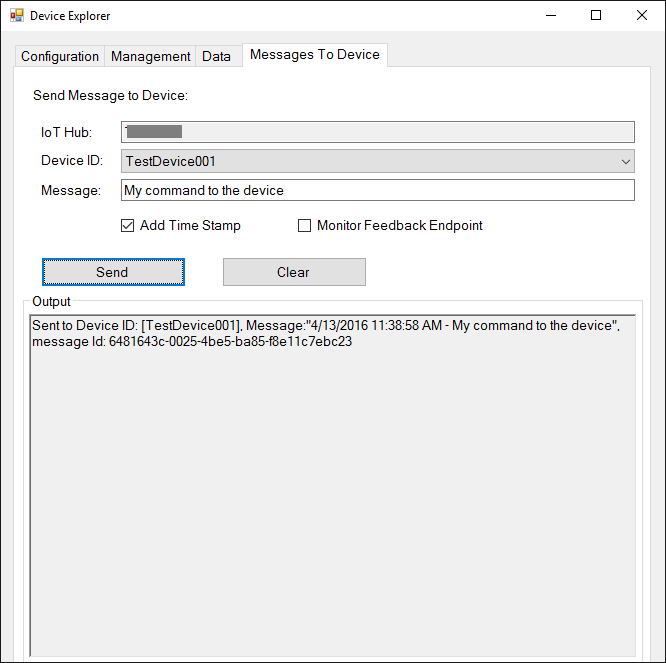 Device Explorer
Configuration Management Data Messages To Device
Send Message to Device:
IoT Hub:
Device ID: TestDevice001
Message: My command to the device
Add Time Stamp Monitor Feedback Endpoint
Send Clear
Output
Sent to Device ID: [TestDevice001], Message:"4/13/2016 11:38:58 AM - My command to the device",
message Id: 6481643c-0025-4be5-ba85-f8e11c7ebc23